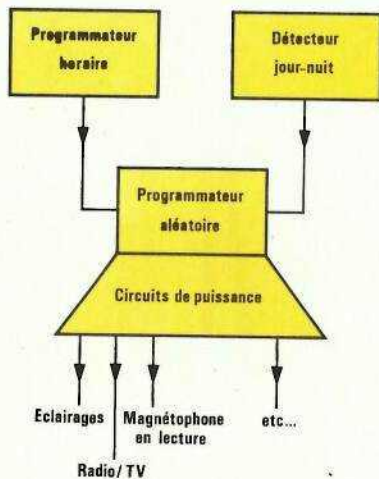 Programmateur
horaire
Détecteur
jour-nuit
Programmateur
aléatoire
Circuits de puissance
Eclairages
Magnétophone
en lecture
etc...
Radio/TV